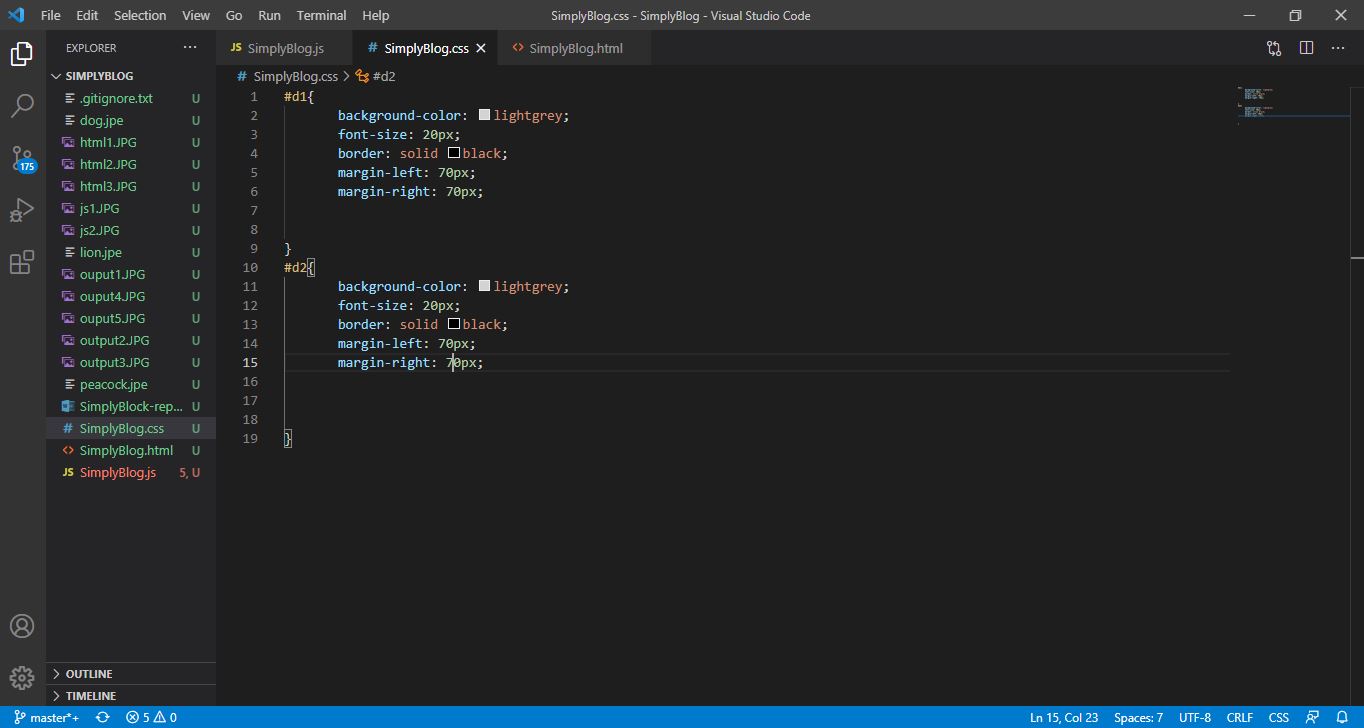 File Edit Selection View Go Run Terminal Help SimplyBlog.css - SimplyBlog - Visual Studio Code
EXPLORER ···
SIMPLYBLOG
.gitignore.txt U
dog.jpe U
html1.JPG U
html2.JPG U
html3.JPG U
js1.JPG U
js2.JPG U
lion.jpe U
ouput1.JPG U
ouput4.JPG U
ouput5.JPG U
output2.JPG U
output3.JPG U
peacock.jpe U
SimplyBlock-rep... U
# SimplyBlog.css U
<> SimplyBlog.html U
JS SimplyBlog.js 5, U
OUTLINE
TIMELINE
175
JS SimplyBlog.js # SimplyBlog.css <> SimplyBlog.html
# SimplyBlog.css > #d2
1 #d1{
2 background-color: lightgrey;
3 font-size: 20px;
4 border: solid black;
5 margin-left: 70px;
6 margin-right: 70px;
7
8
9 }
10 #d2{
11 background-color: lightgrey;
12 font-size: 20px;
13 border: solid black;
14 margin-left: 70px;
15 margin-right: 70px;
16
17
18
19 }
master*+ 5 0 Ln 15, Col 23 Spaces: 7 UTF-8 CRLF CSS